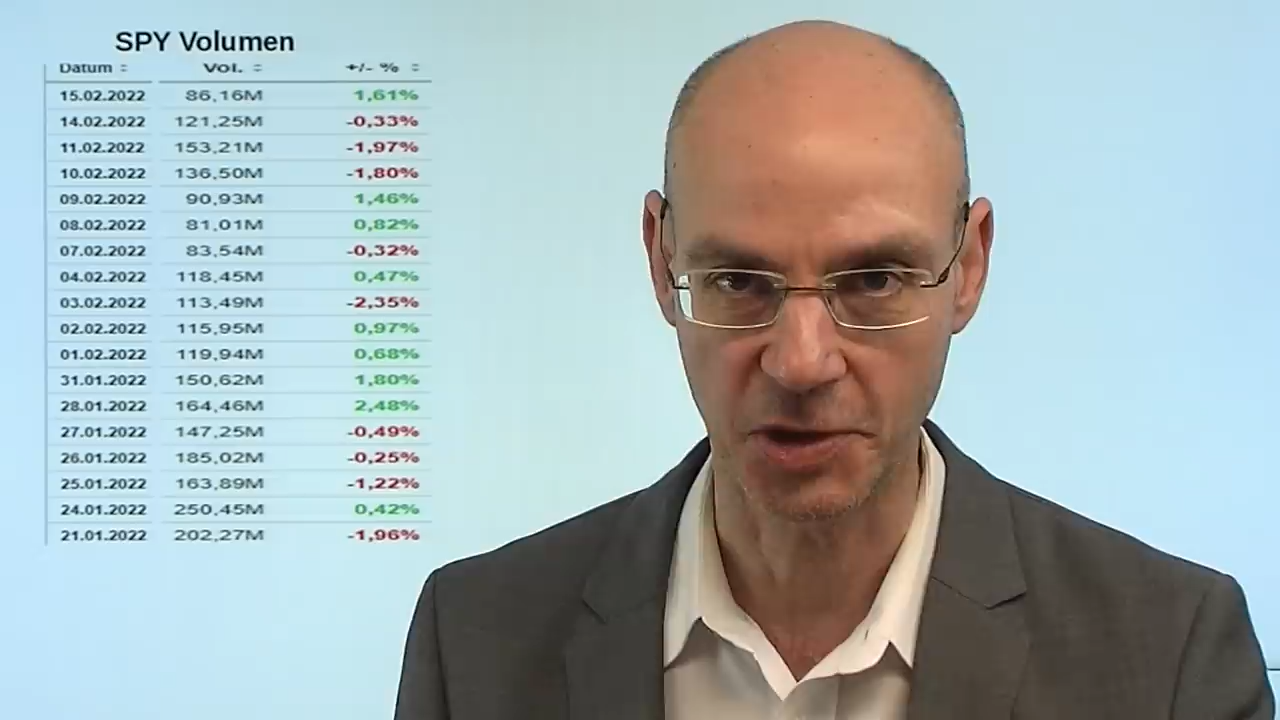 SPY Volumen
Datum Vol. +/- %
15.02.2022 86,16M 1,61%
14.02.2022 121,25M -0,33%
11.02.2022 153,21M -1,97%
10.02.2022 136,50M -1,80%
09.02.2022 90,93M 1,46%
08.02.2022 81,01M 0,82%
07.02.2022 83,54M -0,32%
04.02.2022 118,45M 0,47%
03.02.2022 113,49M -2,35%
02.02.2022 115,95M 0,97%
01.02.2022 119,94M 0,68%
31.01.2022 150,62M 1,80%
28.01.2022 164,46M 2,48%
27.01.2022 147,25M -0,49%
26.01.2022 185,02M -0,25%
25.01.2022 163,89M -1,22%
24.01.2022 250,45M 0,42%
21.01.2022 202,27M -1,96%